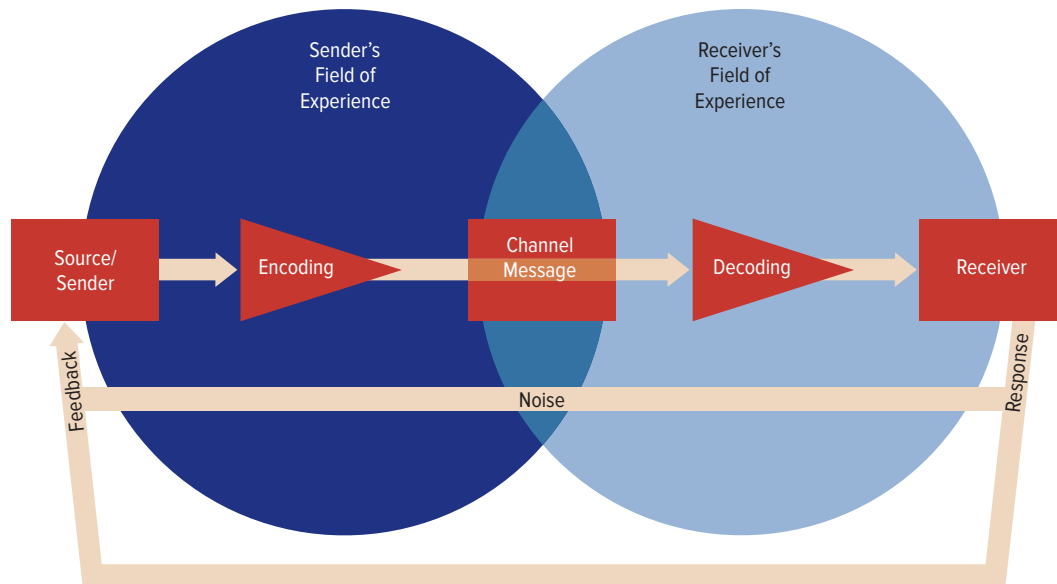 Sender’s
Field of
Experience
Receiver’s
Field of
Experience
Source/
Sender
Encoding
Channel
Message
Decoding
Receiver
Feedback
Noise
Response